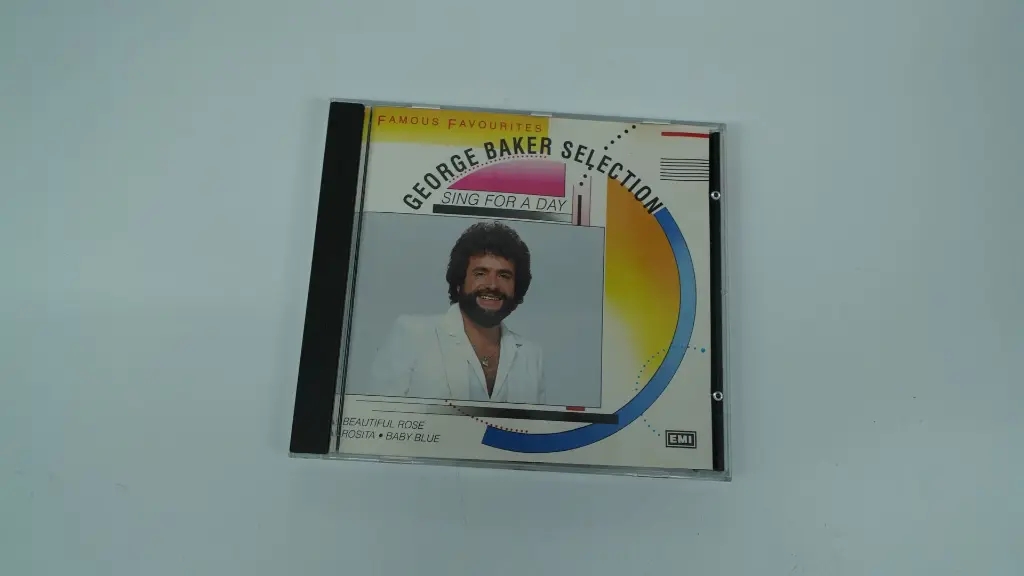 FAMOUS FAVOURITES
GEORGE BAKER SELECTION
SING FOR A DAY
BEAUTIFUL ROSE
ROSITA • BABY BLUE
EMI